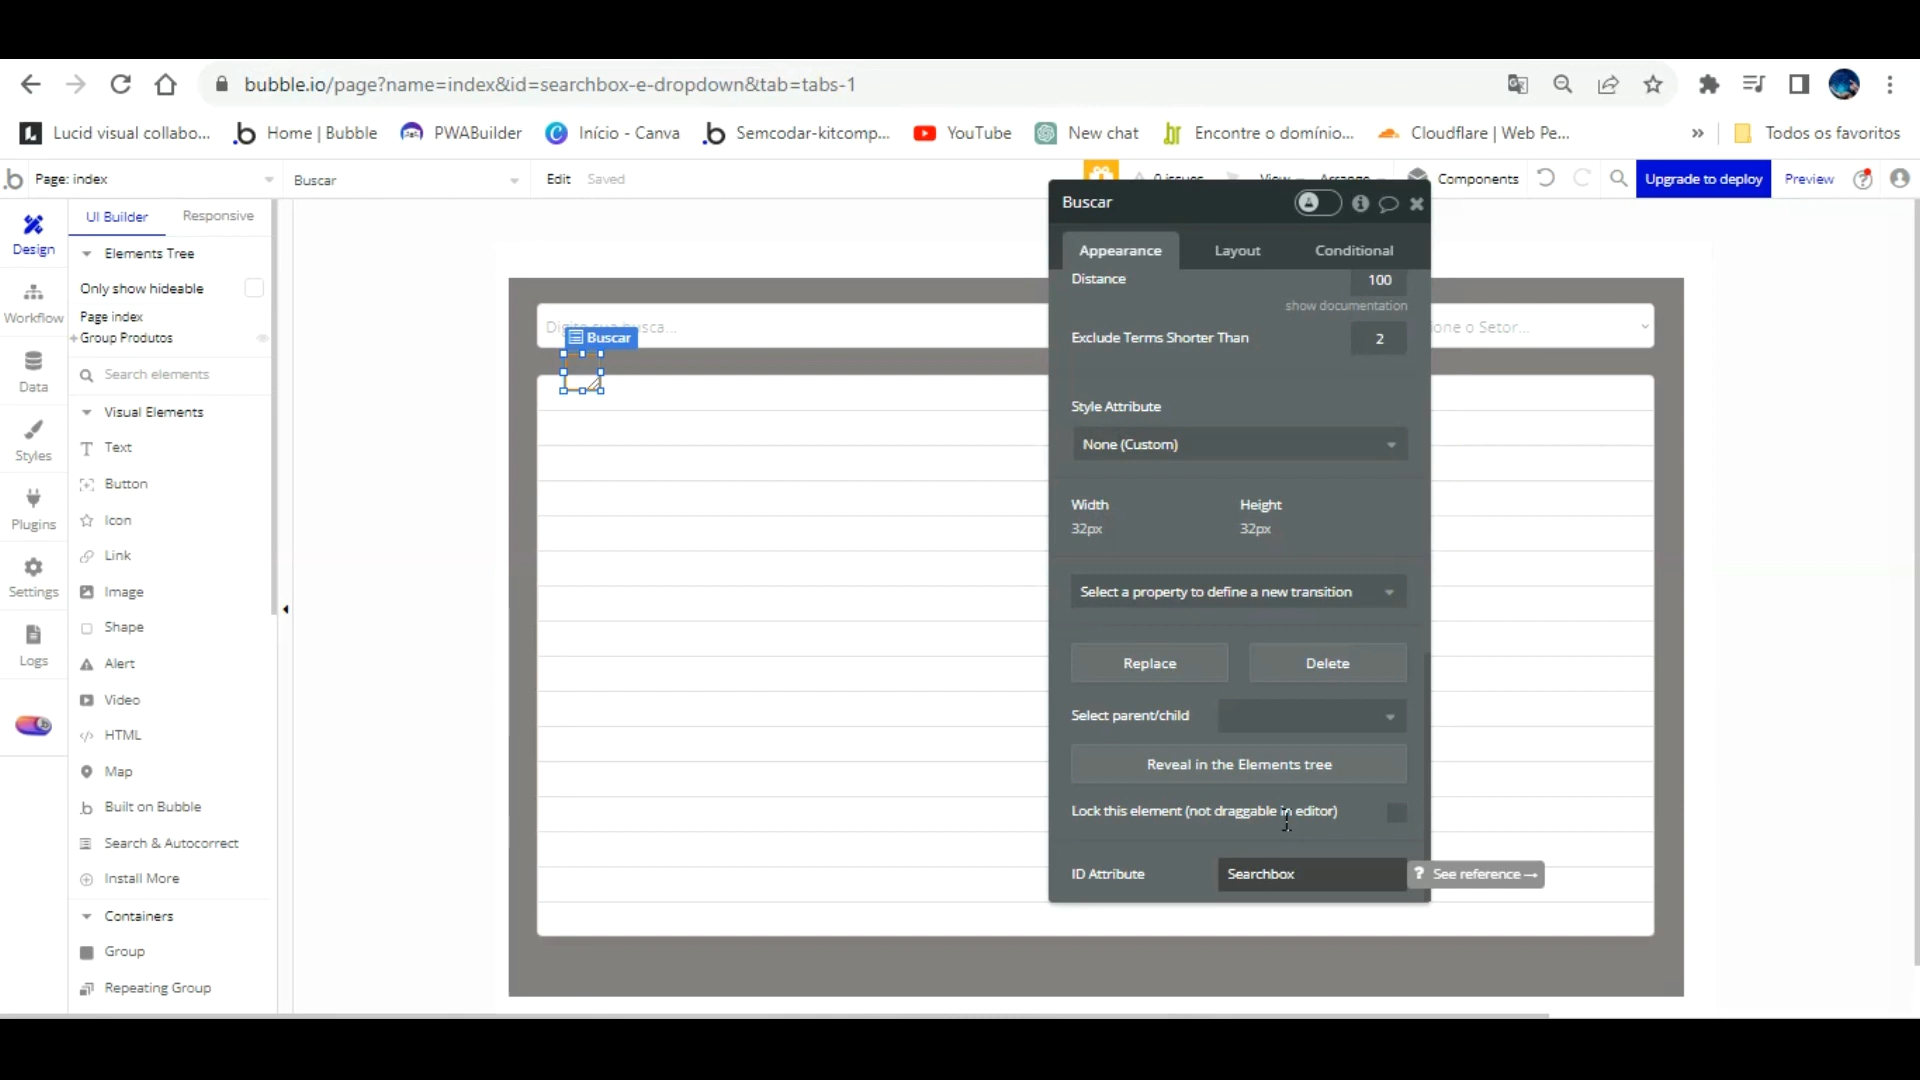 bubble.io/page?name=index&id=searchbox-e-dropdown&tab=tabs-1
Lucid visual collabo...
Home | Bubble
PWABuilder
Início - Canva
Semcodar-kitcomp...
YouTube
New chat
Encontre o domínio...
Cloudflare | Web Pe...
»
Todos os favoritos
Page: index
Buscar
Edit
Saved
0 issues
View
Arrange
Components
Upgrade to deploy
Preview
Design
Workflow
Data
Styles
Plugins
Settings
Logs
UI Builder
Responsive
Elements Tree
Only show hideable
Page index
Group Produtos
Search elements
Visual Elements
Text
Button
Icon
Link
Image
Shape
Alert
Video
HTML
Map
Built on Bubble
Search & Autocorrect
Install More
Containers
Group
Repeating Group
Buscar
ione o Setor...
Buscar
Appearance
Layout
Conditional
Distance
100
show documentation
Exclude Terms Shorter Than
2
Style Attribute
None (Custom)
Width
Height
32px
32px
Select a property to define a new transition
Replace
Delete
Select parent/child
Reveal in the Elements tree
Lock this element (not draggable in editor)
ID Attribute
Searchbox
? See reference→